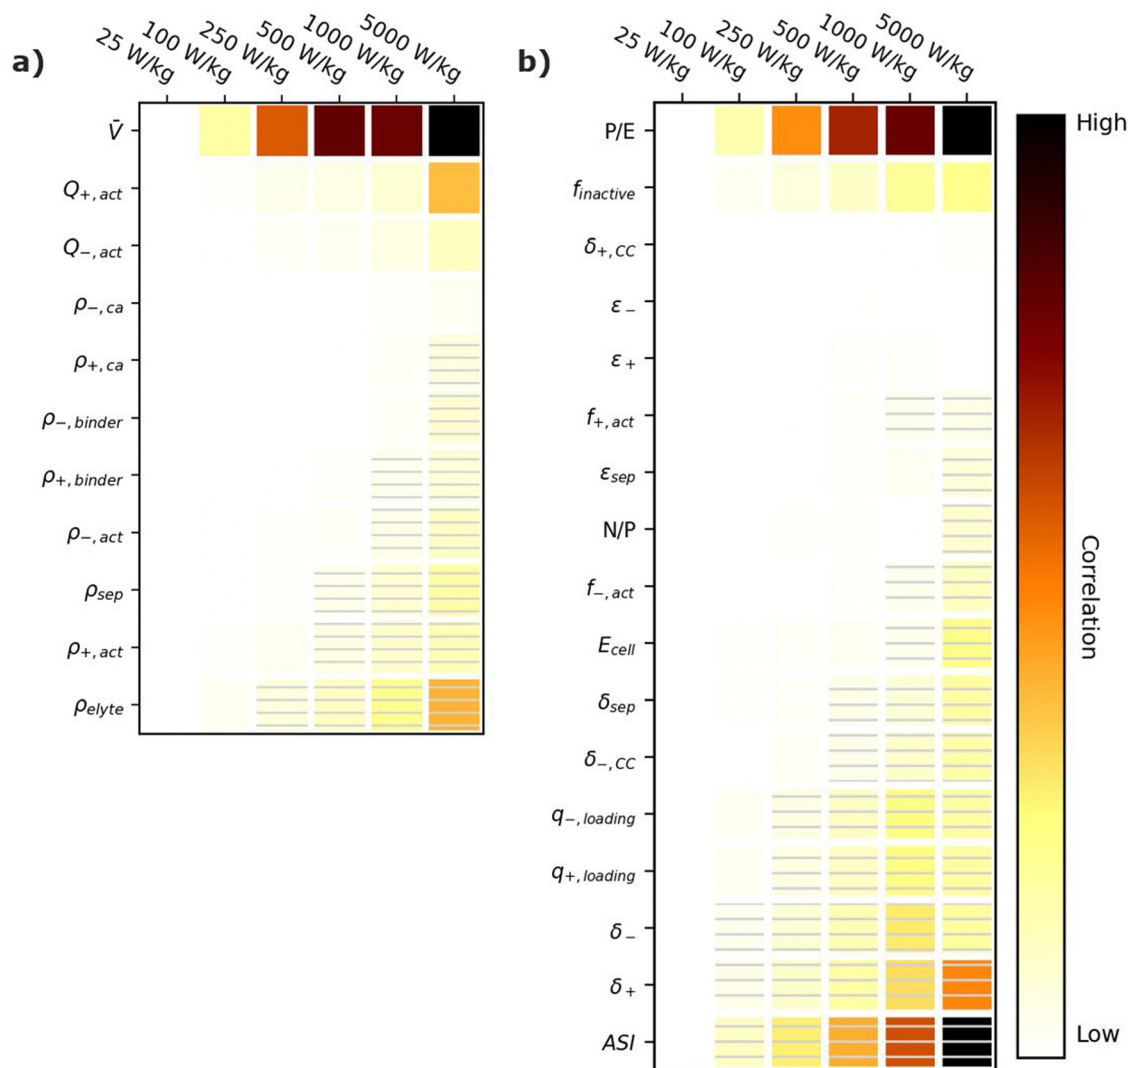 a)
25 W/kg
100 W/kg
250 W/kg
500 W/kg
1000 W/kg
5000 W/kg
V̄
Q₊,act
Q₋,act
ρ₋,ca
ρ₊,ca
ρ₋,binder
ρ₊,binder
ρ₋,act
ρsep
ρ₊,act
ρelyte
b)
25 W/kg
100 W/kg
250 W/kg
500 W/kg
1000 W/kg
5000 W/kg
P/E
finactive
δ₊,CC
ε₋
ε₊
f₊,act
εsep
N/P
f₋,act
Ecell
δsep
δ₋,CC
q₋,loading
q₊,loading
δ₋
δ₊
ASI
High
Correlation
Low